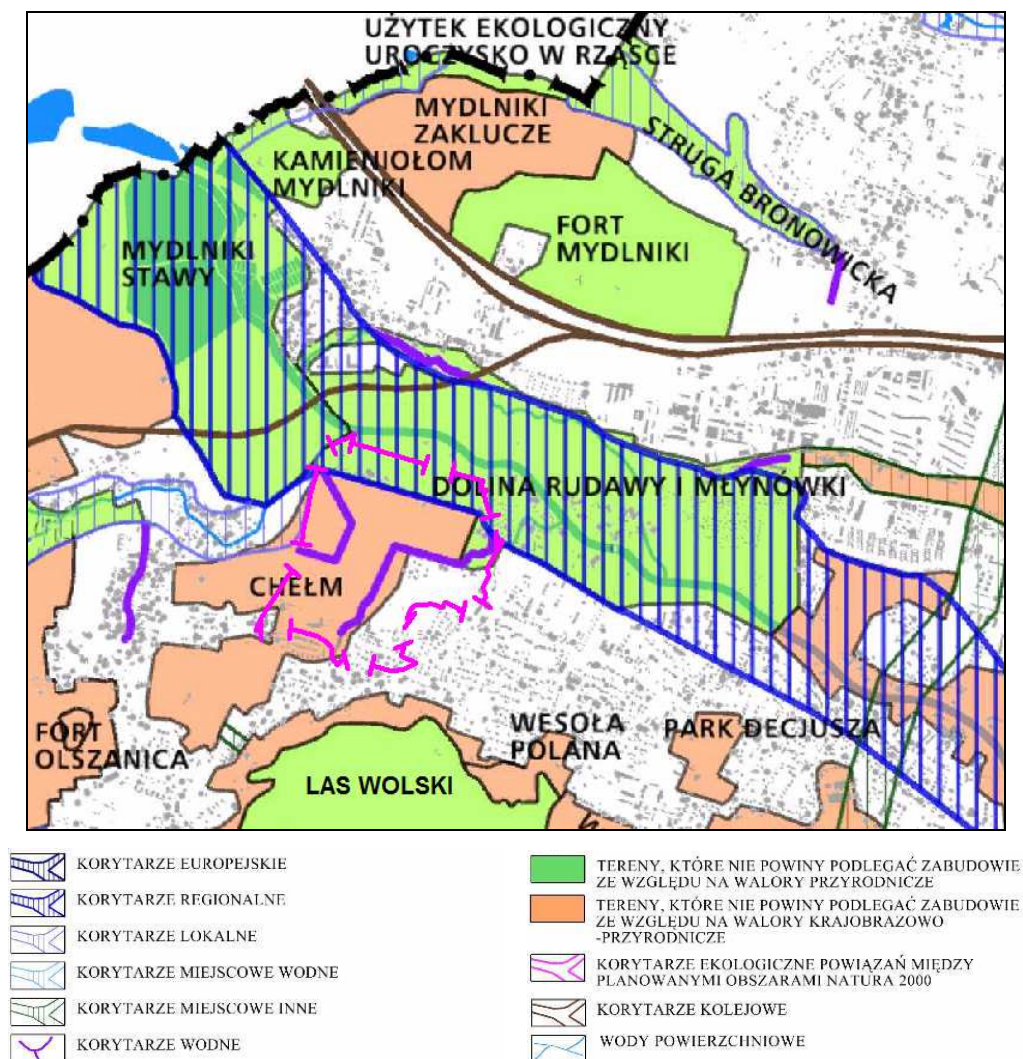 UŻYTEK EKOLOGICZNY
UROCZYSKO W RZĄSCE
MYDLNIKI
ZAKLUCZE
KAMIENIOŁOM
MYDLNIKI
STRUGA BRONOWICKA
FORT
MYDLNIKI
MYDLNIKI
STAWY
DOLINA RUDAWY I MŁYNÓWKI
CHEŁM
FORT
OLSZANICA
WESOŁA
POLANA
PARK DECJUSZA
LAS WOLSKI
KORYTARZE EUROPEJSKIE
KORYTARZE REGIONALNE
KORYTARZE LOKALNE
KORYTARZE MIEJSCOWE WODNE
KORYTARZE MIEJSCOWE INNE
KORYTARZE WODNE
TERENY, KTÓRE NIE POWINY PODLEGAĆ ZABUDOWIE
ZE WZGLĘDU NA WALORY PRZYRODNICZE
TERENY, KTÓRE NIE POWINY PODLEGAĆ ZABUDOWIE
ZE WZGLĘDU NA WALORY KRAJOBRAZOWO
-PRZYRODNICZE
KORYTARZE EKOLOGICZNE POWIĄZAŃ MIĘDZY
PLANOWANYMI OBSZARAMI NATURA 2000
KORYTARZE KOLEJOWE
WODY POWIERZCHNIOWE